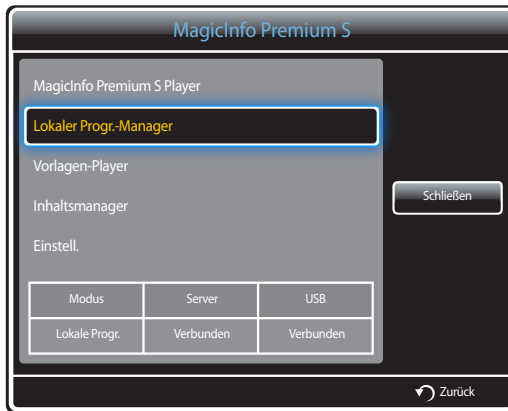 MagicInfo Premium S
MagicInfo Premium S Player
Lokaler Progr.-Manager
Vorlagen-Player
Inhaltsmanager
Einstell.
Schließen
Modus Server USB
Lokale Progr. Verbunden Verbunden
Zurück